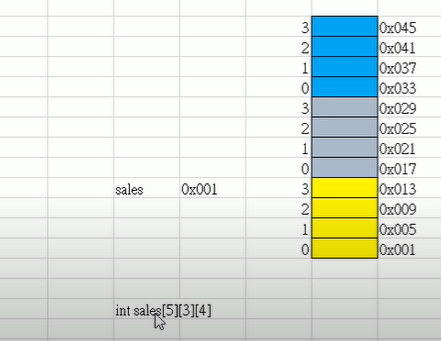 3 0x045
2 0x041
1 0x037
0 0x033
3 0x029
2 0x025
1 0x021
0 0x017
sales 0x001 3 0x013
2 0x009
1 0x005
0 0x001
int sales[5][3][4]